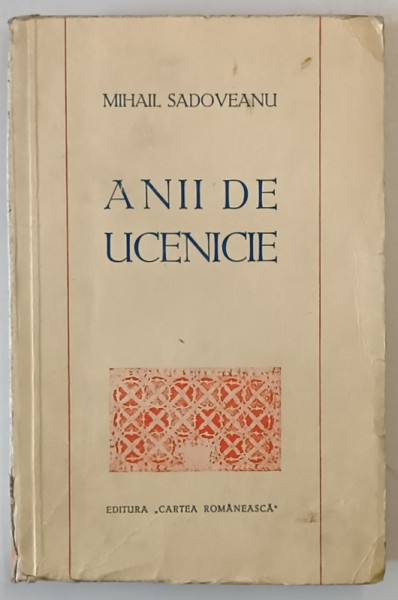 MIHAIL SADOVEANU
ANII DE
UCENICIE
EDITURA „CARTEA ROMÂNEASCĂ"